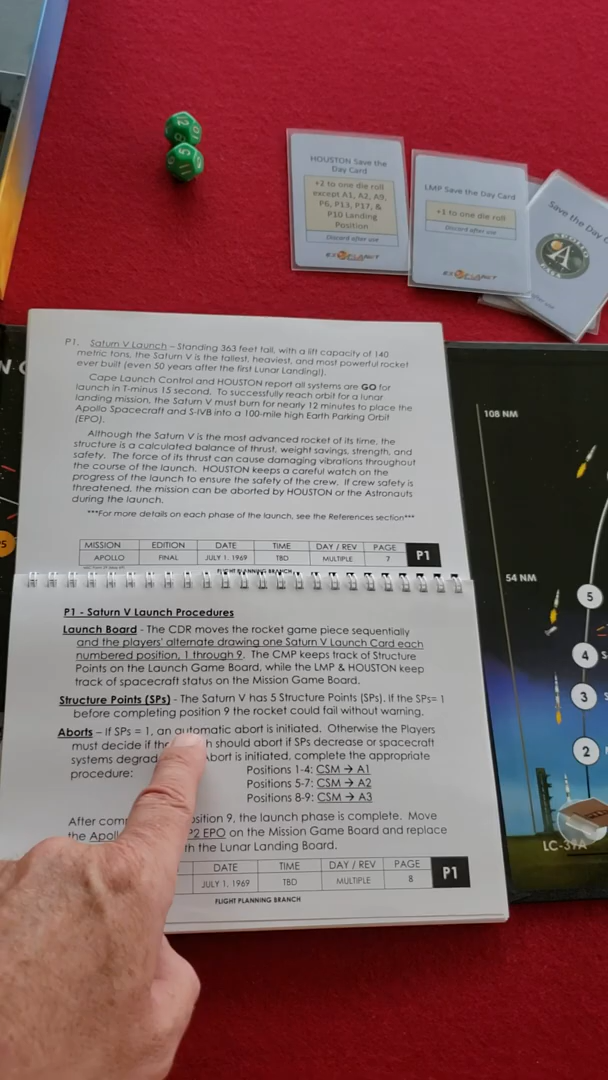 HOUSTON Save the
Day Card
+2 to one die roll
except A1, A2, A9,
P6, P13, P17, &
P10 Landing
Position
Discard after use
LMP Save the Day Card
+1 to one die roll
Discard after use
Save the Day
after use
P1. Saturn V Launch – Standing 363 feet tall, with a lift capacity of 140
metric tons, the Saturn V is the tallest, heaviest, and most powerful rocket
ever built (even 50 years after the first Lunar Landing!).
Cape Launch Control and HOUSTON report all systems are GO for
launch in T-minus 15 second. To successfully reach orbit for a lunar
landing mission, the Saturn V must burn for nearly 12 minutes to place the
Apollo Spacecraft and S-IVB into a 100-mile high Earth Parking Orbit
(EPO).
Although the Saturn V is the most advanced rocket of its time, the
structure is a calculated balance of thrust, weight savings, strength, and
safety. The force of its thrust can cause damaging vibrations throughout
the course of the launch. HOUSTON keeps a careful watch on the
progress of the launch to ensure the safety of the crew. If crew safety is
threatened, the mission can be aborted by HOUSTON or the Astronauts
during the launch.
***For more details on each phase of the launch, see the References section***
MISSION EDITION DATE TIME DAY / REV PAGE P1
APOLLO FINAL JULY 1, 1969 TBD MULTIPLE 7
FLIGHT PLANNING BRANCH
P1 - Saturn V Launch Procedures
Launch Board - The CDR moves the rocket game piece sequentially
and the players' alternate drawing one Saturn V Launch Card each
numbered position, 1 through 9. The CMP keeps track of Structure
Points on the Launch Game Board, while the LMP & HOUSTON keep
track of spacecraft status on the Mission Game Board.
Structure Points (SPs) - The Saturn V has 5 Structure Points (SPs). If the SPs= 1
before completing position 9 the rocket could fail without warning.
Aborts – If SPs = 1, an automatic abort is initiated. Otherwise the Players
must decide if the should abort if SPs decrease or spacecraft
systems degrad Abort is initiated, complete the appropriate
procedure: Positions 1-4: CSM → A1
Positions 5-7: CSM → A2
Positions 8-9: CSM → A3
After com sition 9, the launch phase is complete. Move
the Apoll P2 EPO on the Mission Game Board and replace
th the Lunar Landing Board.
DATE TIME DAY / REV PAGE P1
JULY 1, 1969 TBD MULTIPLE 8
FLIGHT PLANNING BRANCH
108 NM
54 NM
5
4
3
2